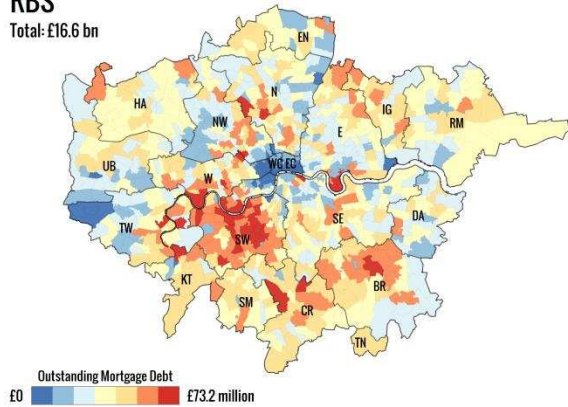 RBS
Total: £16.6 bn
EN
HA
N
NW
IG
RM
E
UB
WC EC
W
TW
SW
SE
DA
KT
BR
SM
CR
TN
Outstanding Mortgage Debt
£0 £73.2 million